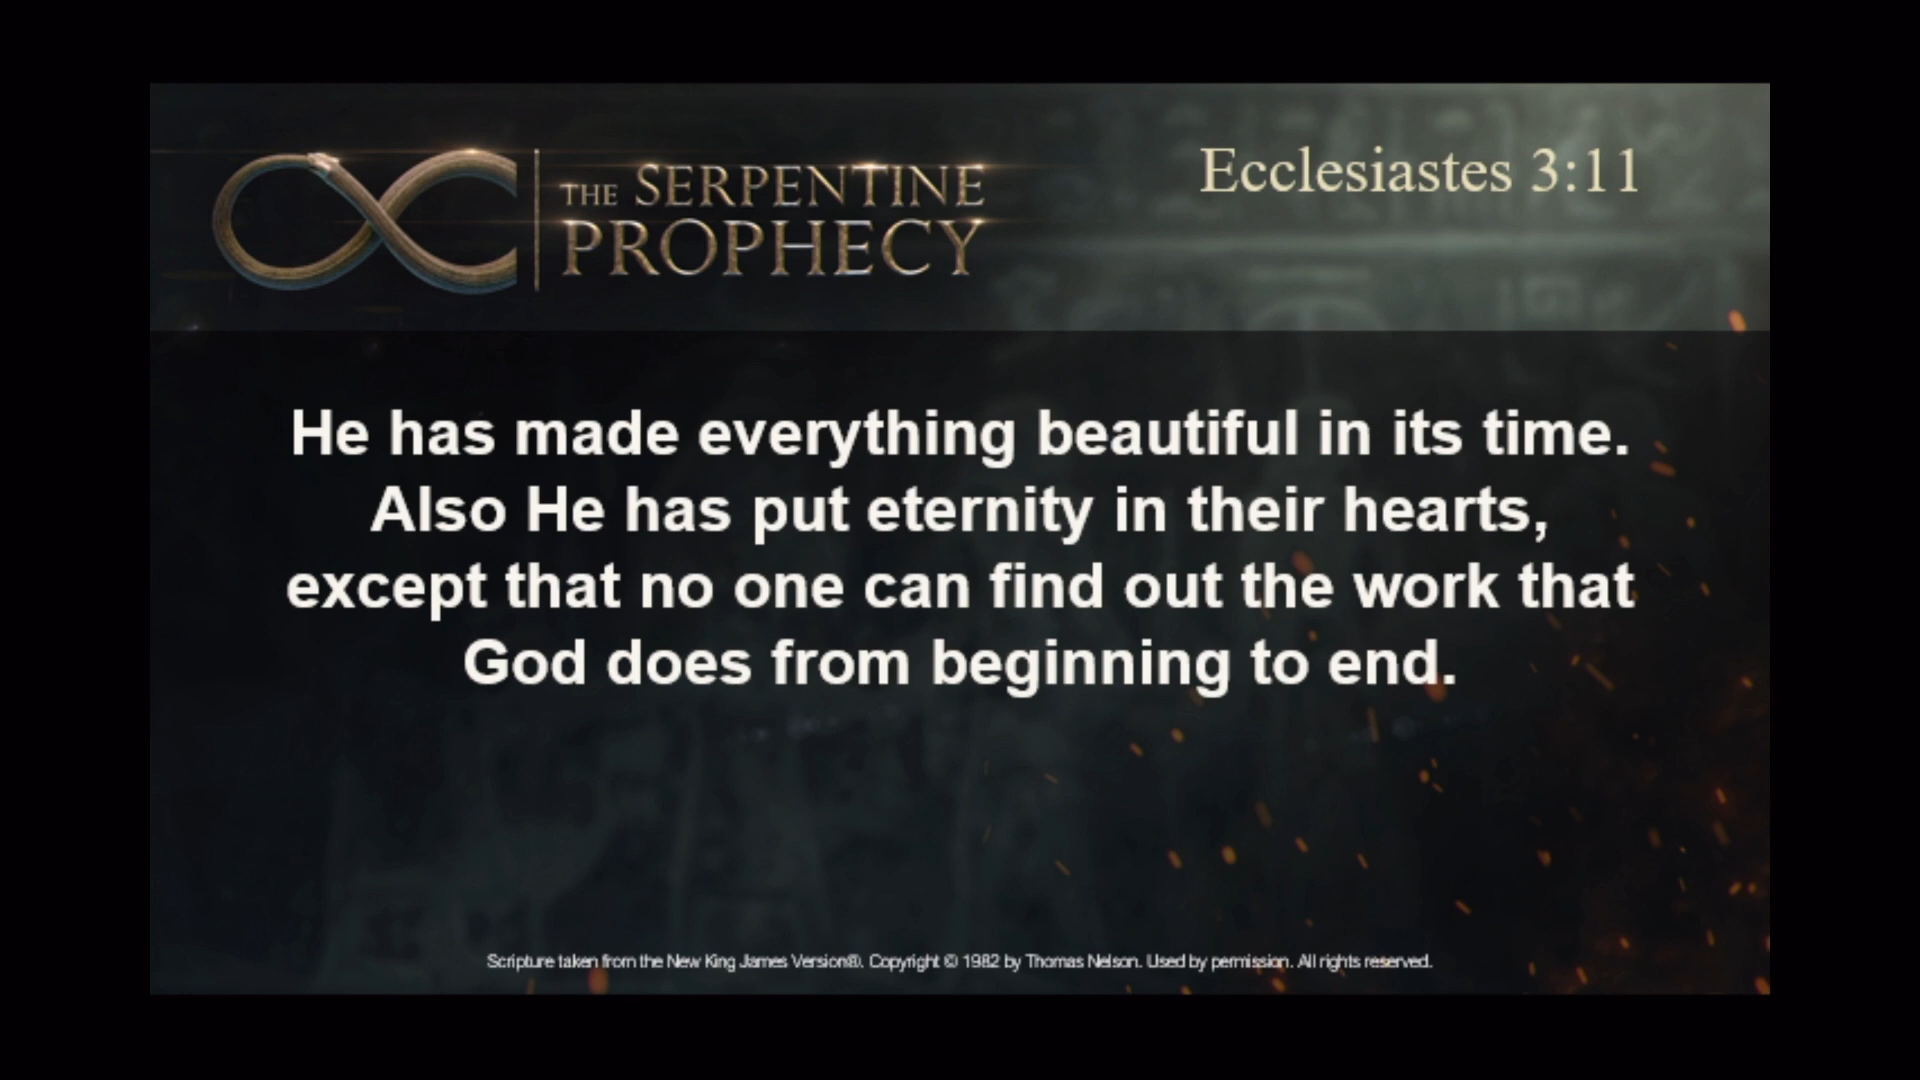 THE SERPENTINE
PROPHECY
Ecclesiastes 3:11
He has made everything beautiful in its time.
Also He has put eternity in their hearts,
except that no one can find out the work that
God does from beginning to end.
Scripture taken from the New King James Version®. Copyright © 1982 by Thomas Nelson. Used by permission. All rights reserved.